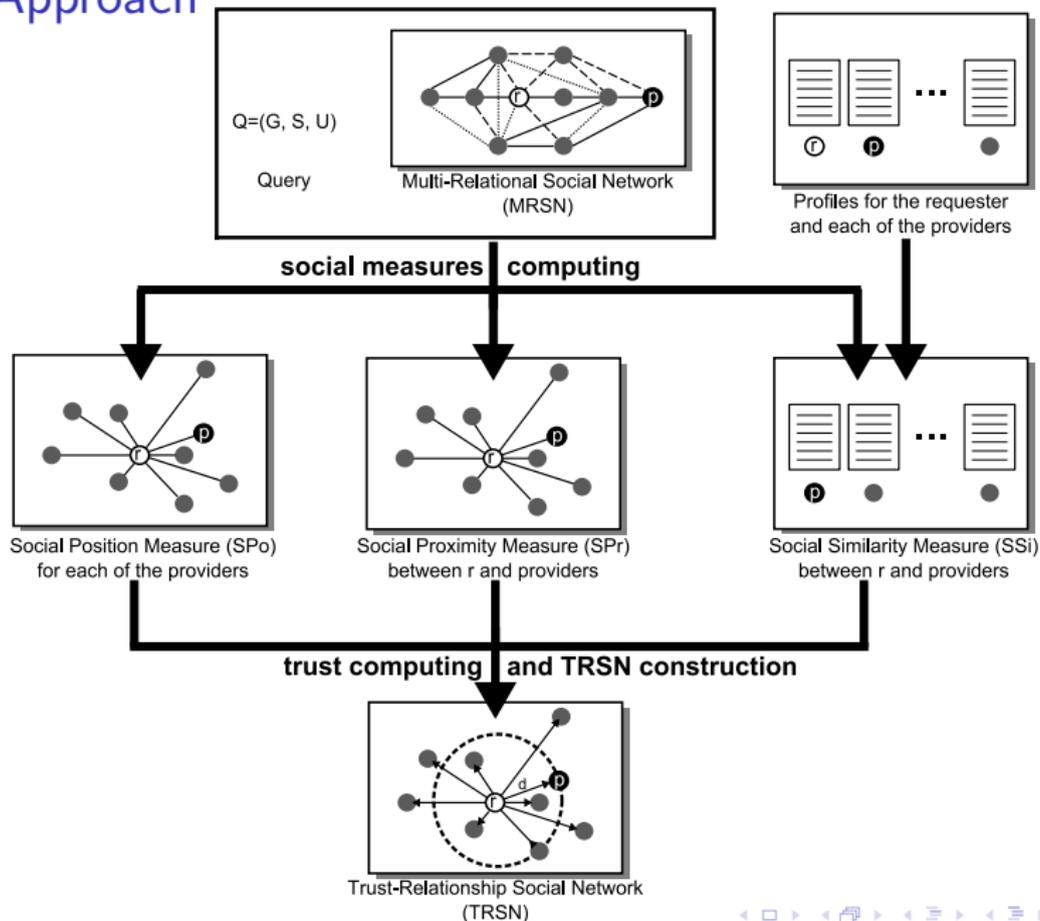 Approach
Q=(G, S, U)
Query
r
p
Multi-Relational Social Network
(MRSN)
...
r p
Profiles for the requester
and each of the providers
social measures computing
r
p
Social Position Measure (SPo)
for each of the providers
r
p
Social Proximity Measure (SPr)
between r and providers
...
p
Social Similarity Measure (SSi)
between r and providers
trust computing and TRSN construction
r
d
p
Trust-Relationship Social Network
(TRSN)